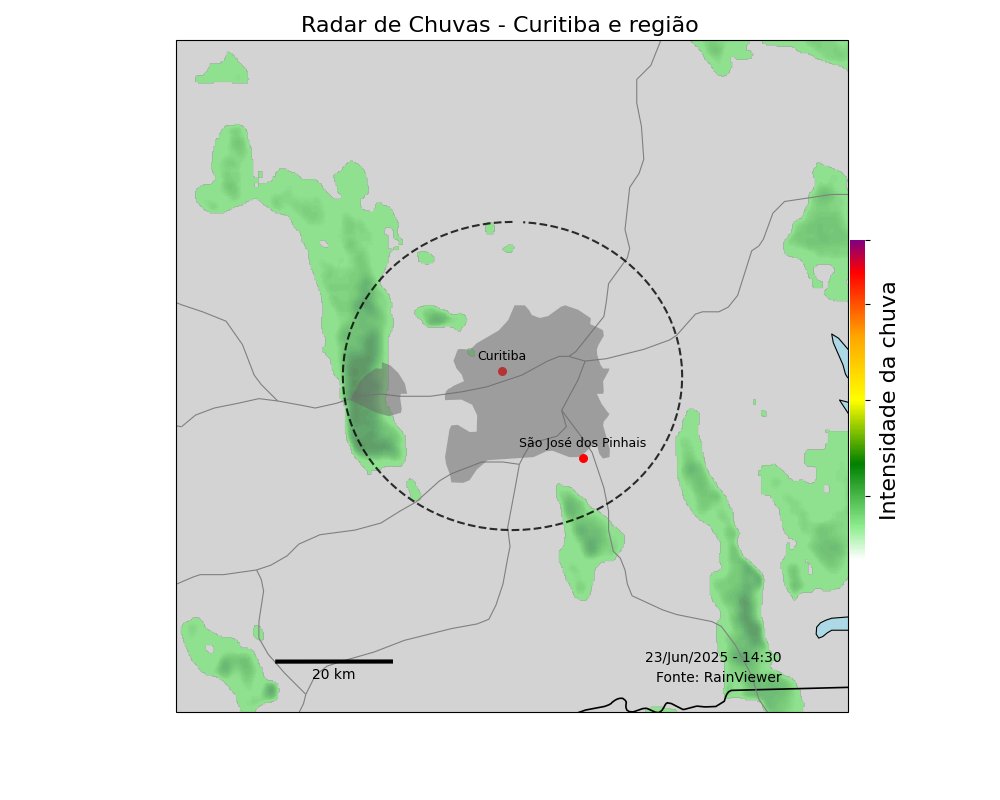 Radar de Chuvas - Curitiba e região
Curitiba
São José dos Pinhais
Intensidade da chuva
23/Jun/2025 - 14:30
Fonte: RainViewer
20 km